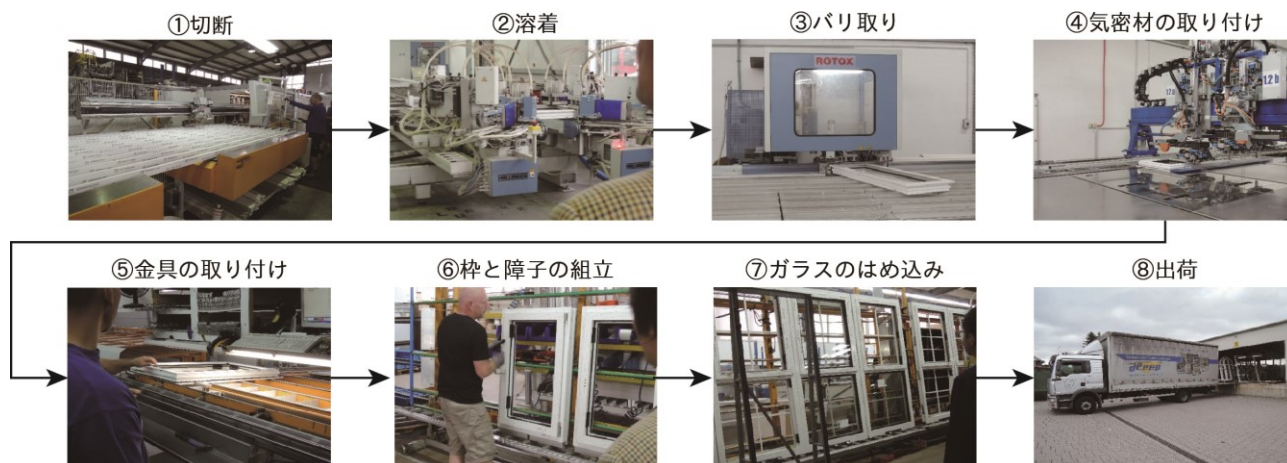 ①切断
②溶着
③バリ取り
④気密材の取り付け
ROTOX
⑤金具の取り付け
⑥枠と障子の組立
⑦ガラスのはめ込み
⑧出荷